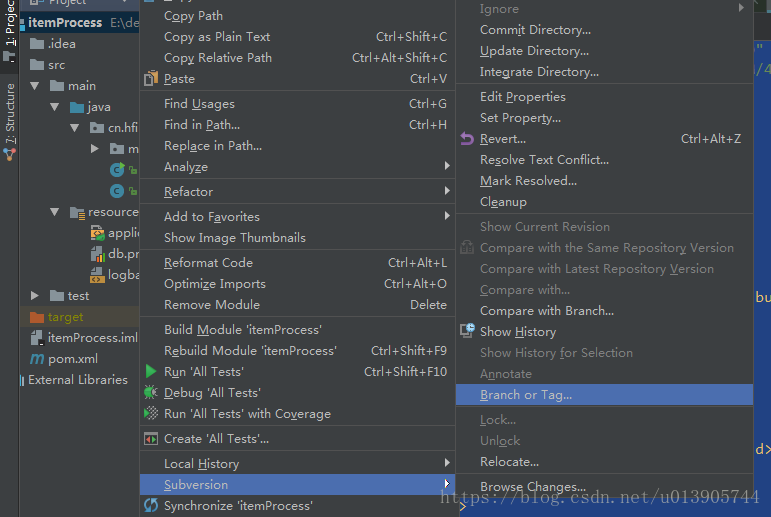 Project
1: Project
7: Structure
itemProcess E:\de
.idea
src
main
java
cn.hfi
m
resource
applic
db.pr
logba
test
target
itemProcess.iml
pom.xml
External Libraries
Copy Path
Copy as Plain Text Ctrl+Shift+C
Copy Relative Path Ctrl+Alt+Shift+C
Paste Ctrl+V
Find Usages Ctrl+G
Find in Path... Ctrl+H
Replace in Path...
Analyze
Refactor
Add to Favorites
Show Image Thumbnails
Reformat Code Ctrl+Alt+L
Optimize Imports Ctrl+Alt+O
Remove Module Delete
Build Module 'itemProcess'
Rebuild Module 'itemProcess' Ctrl+Shift+F9
Run 'All Tests' Ctrl+Shift+F10
Debug 'All Tests'
Run 'All Tests' with Coverage
Create 'All Tests'...
Local History
Subversion
Synchronize 'itemProcess'
Ignore
Commit Directory...
Update Directory...
Integrate Directory...
Edit Properties
Set Property...
Revert... Ctrl+Alt+Z
Resolve Text Conflict...
Mark Resolved...
Cleanup
Show Current Revision
Compare with the Same Repository Version
Compare with Latest Repository Version
Compare with...
Compare with Branch...
Show History
Show History for Selection
Annotate
Branch or Tag...
Lock...
Unlock
Relocate...
Browse Changes...
"
/4
bu
d>
>
https://blog.csdn.net/u013905744